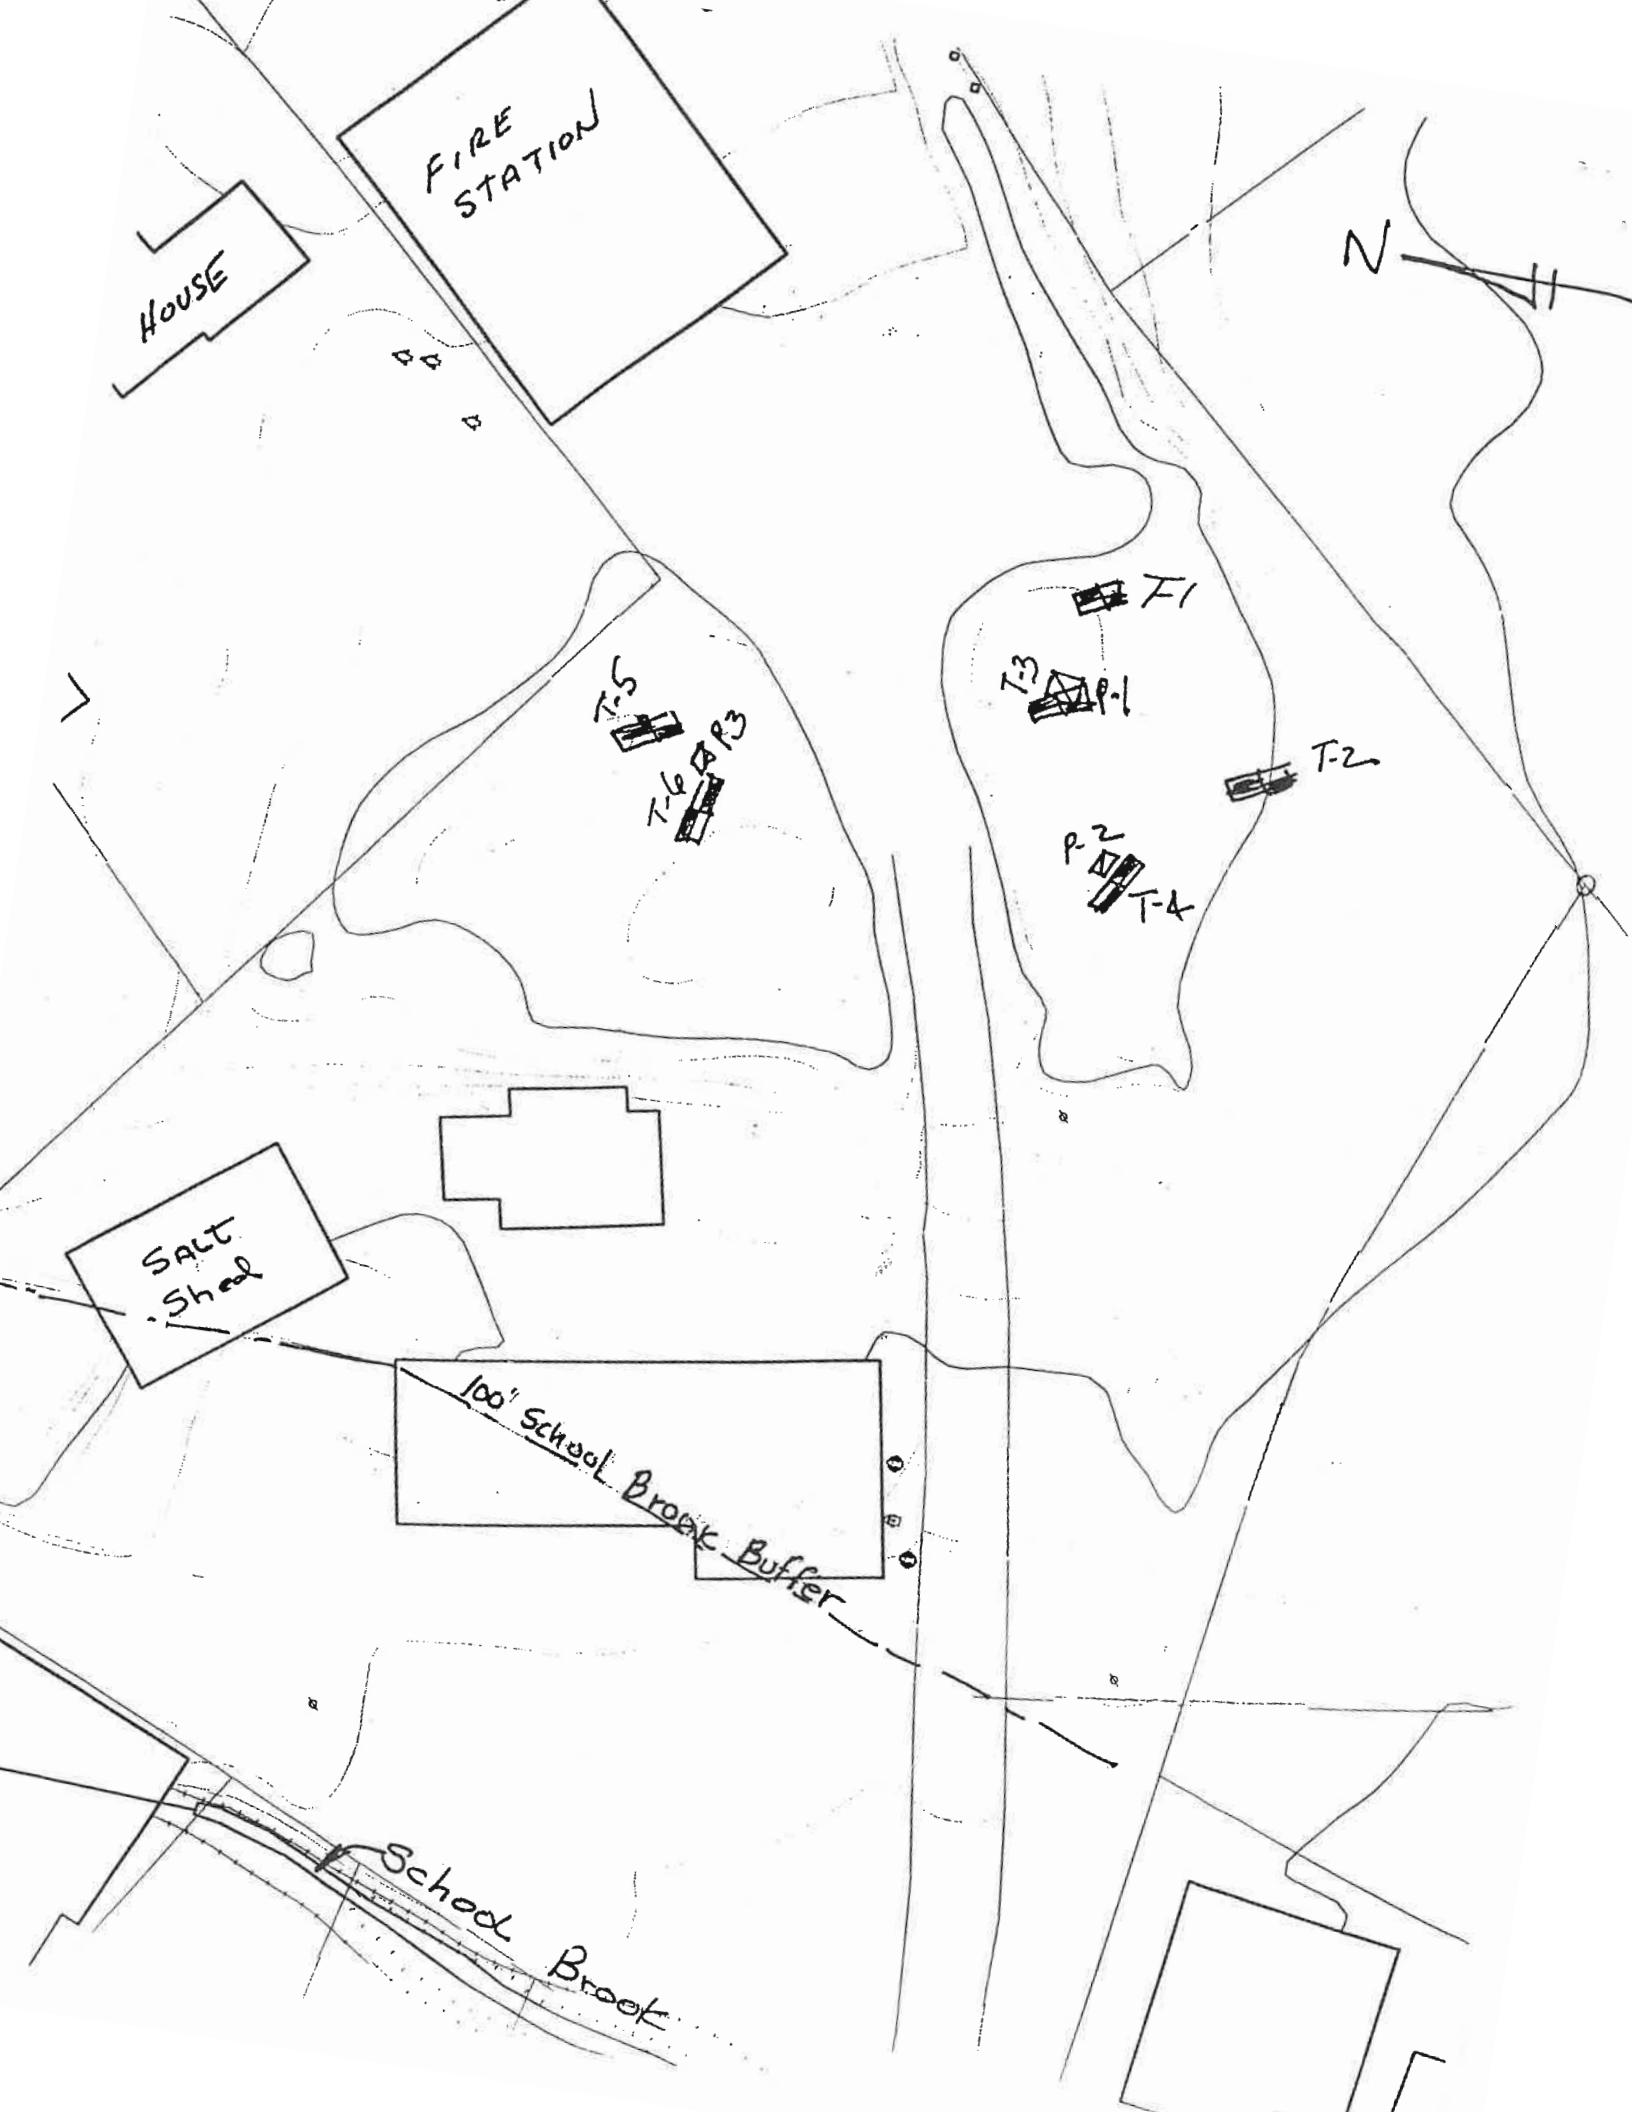 FIRE
STATION
HOUSE
N
T-1
T-3
P-1
T-5
P3
T-6
T-2
P-2
T-4
SALT
Shed
100' School Brook Buffer
School Brook